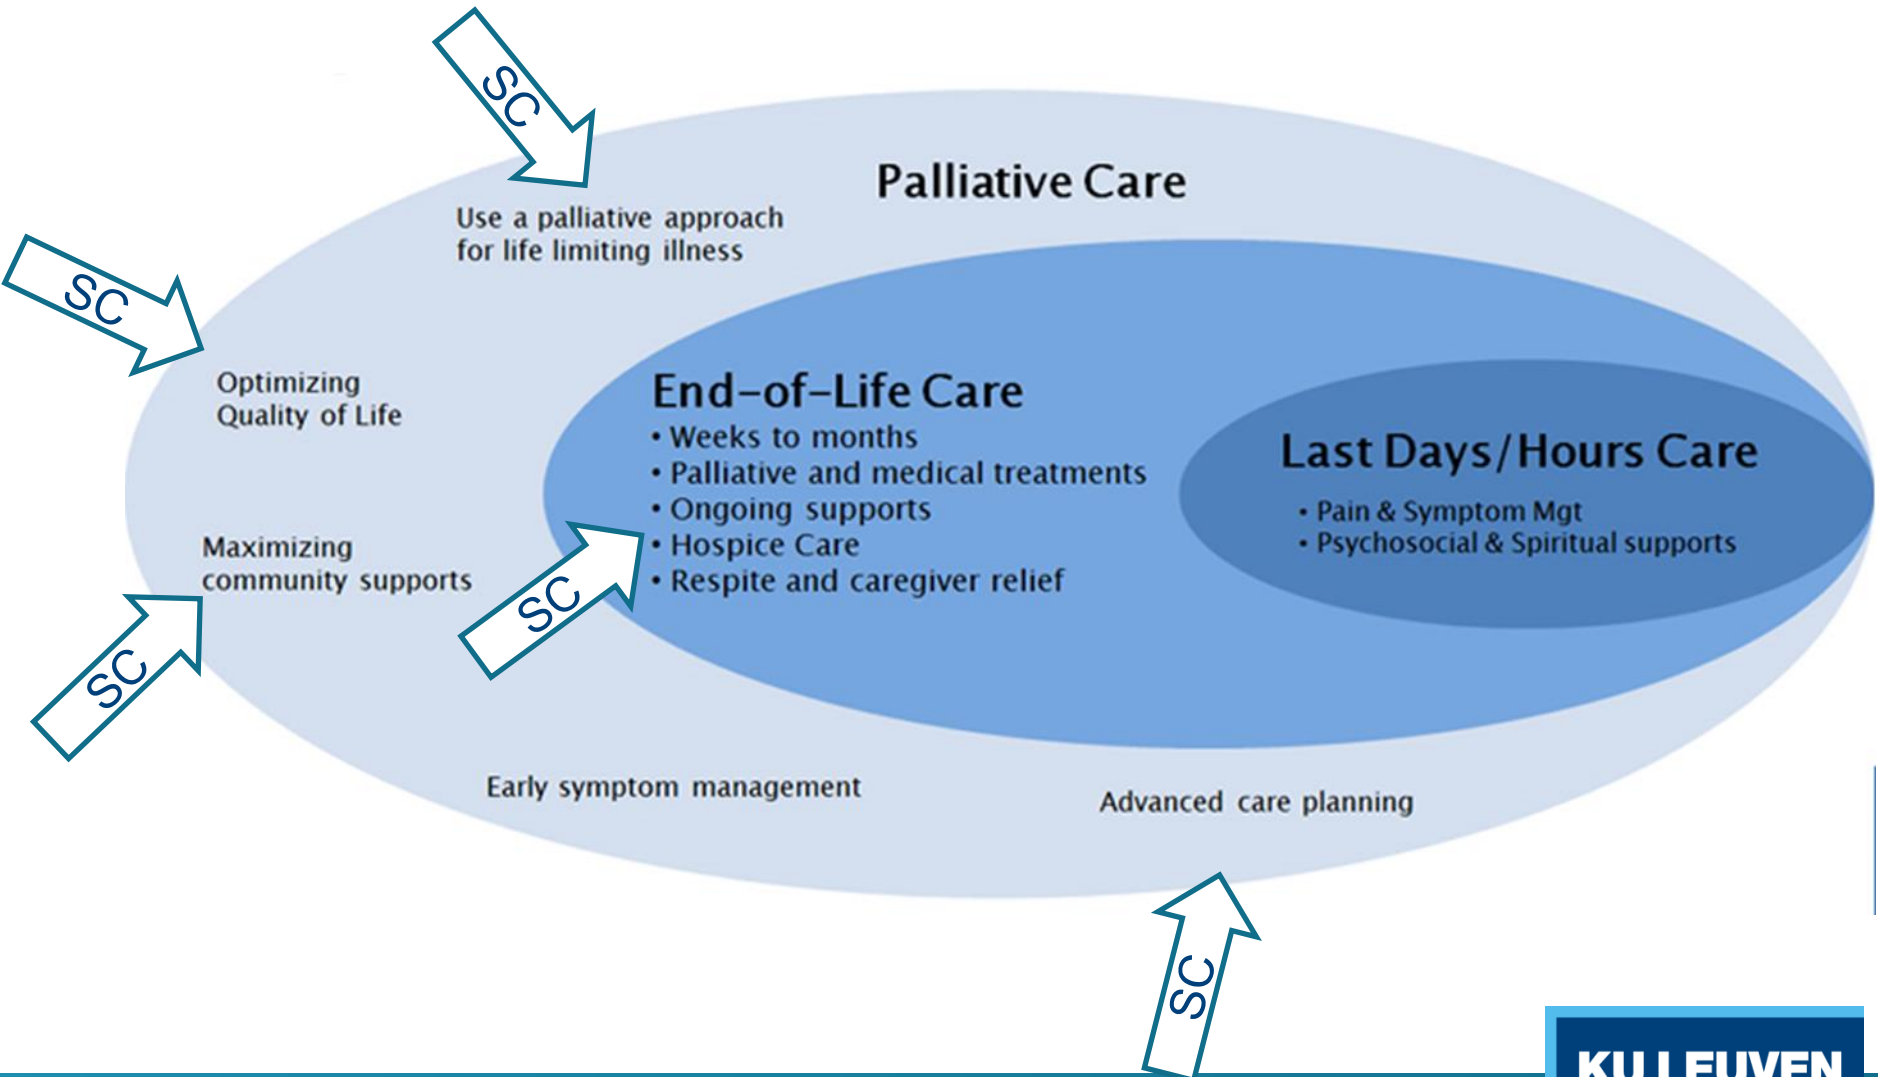 SC
Palliative Care
Use a palliative approach
for life limiting illness
SC
Optimizing
Quality of Life
End-of-Life Care
• Weeks to months
• Palliative and medical treatments
• Ongoing supports
• Hospice Care
• Respite and caregiver relief
Last Days/Hours Care
• Pain & Symptom Mgt
• Psychosocial & Spiritual supports
Maximizing
community supports
SC
SC
Early symptom management
Advanced care planning
SC
KU LEUVEN